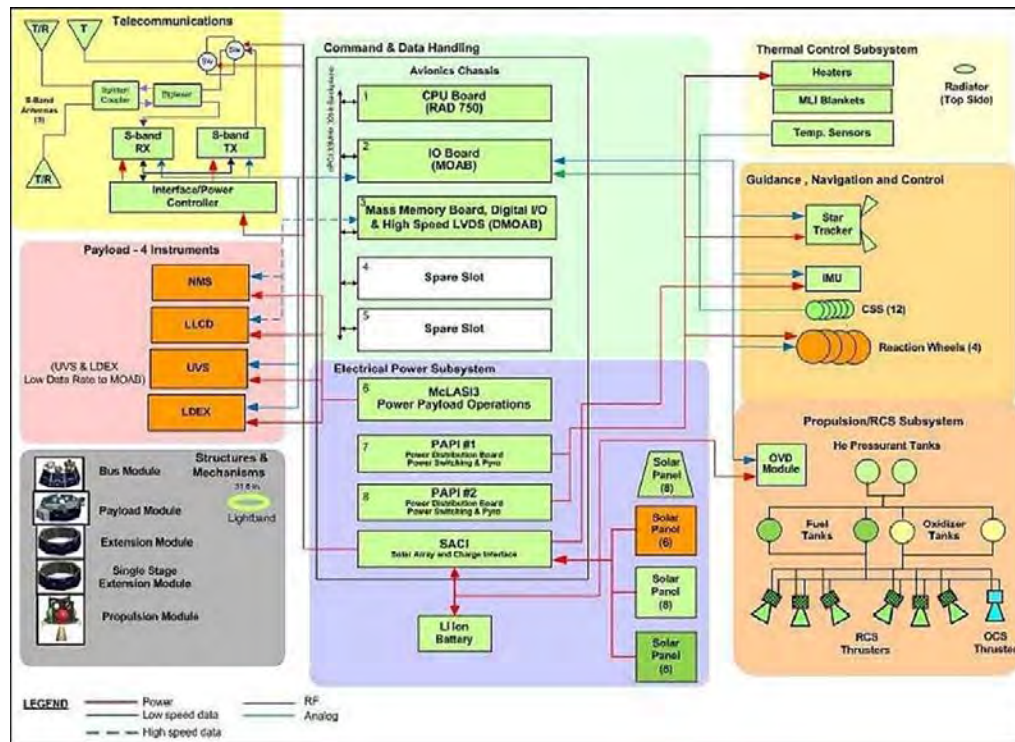 Telecommunications
T/R
T
Sw
Sw
S-Band
Antennas
(3)
Coupler
Diplexer
S-band
RX
S-band
TX
T/R
Interface/Power
Controller
Payload - 4 Instruments
NMS
LLCD
UVS
LDEX
(UVS & LDEX
Low Data Rate to MOAB)
Structures &
Mechanisms
Lightband
Bus Module
Payload Module
Extension Module
Single Stage
Extension Module
Propulsion Module
Command & Data Handling
Avionics Chassis
1
CPU Board
(RAD 750)
2
IO Board
(MOAB)
3
Mass Memory Board, Digital I/O
& High Speed LVDS (DMOAB)
4
Spare Slot
5
Spare Slot
Electrical Power Subsystem
6
McLASI3
Power Payload Operations
7
PAPI #1
Power Distribution Board
Power Switching & Pyro
8
PAPI #2
Power Distribution Board
Power Switching & Pyro
SACI
Solar Array and Charge Interface
Li Ion
Battery
Solar
Panel
(8)
Solar
Panel
(6)
Solar
Panel
(8)
Solar
Panel
Thermal Control Subsystem
Heaters
MLI Blankets
Temp. Sensors
Radiator
(Top Side)
Guidance , Navigation and Control
Star
Tracker
IMU
CSS (12)
Reaction Wheels (4)
Propulsion/RCS Subsystem
OVD
Module
He Pressurant Tanks
Fuel
Tanks
Oxidizer
Tanks
RCS
Thrusters
OCS
Thruster
LEGEND
Power
Low speed data
High speed data
RF
Analog